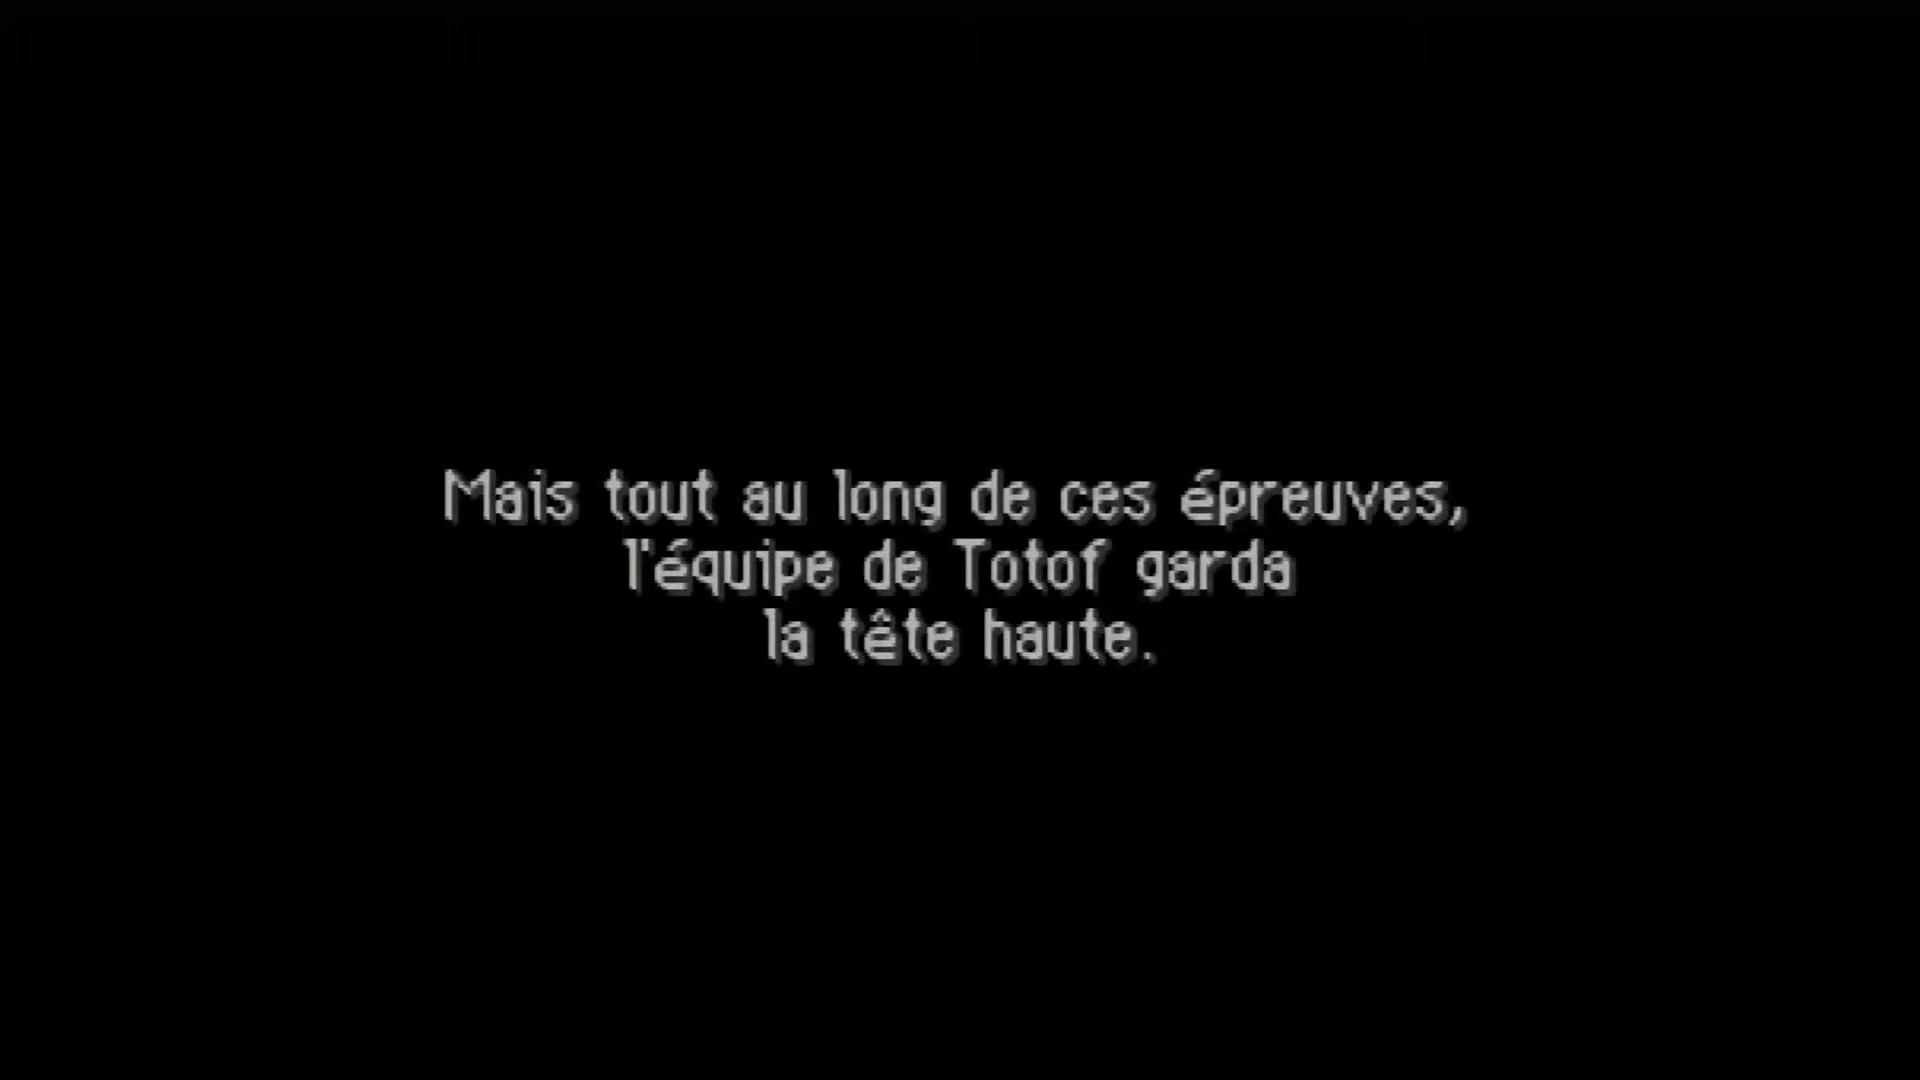 Mais tout au long de ces épreuves,
l'équipe de Totof garda
la tête haute.